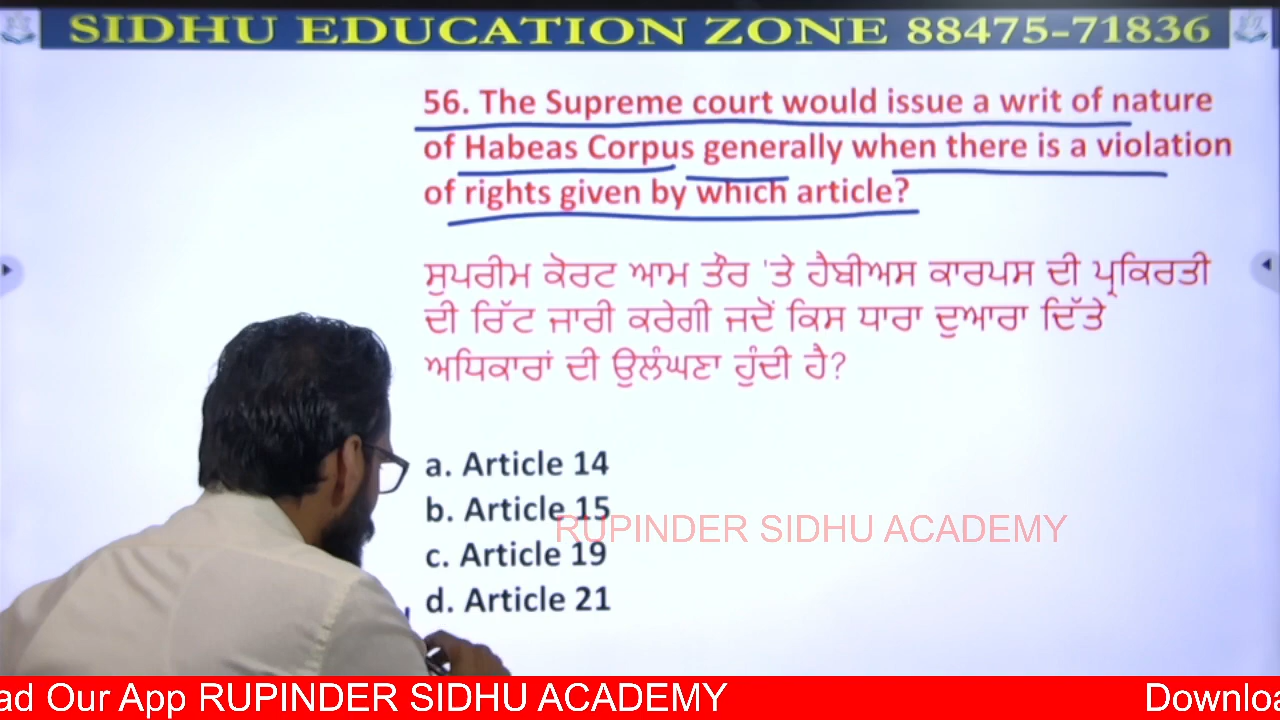 SIDHU EDUCATION ZONE 88475-71836
56. The Supreme court would issue a writ of nature
of Habeas Corpus generally when there is a violation
of rights given by which article?
ਸੁਪਰੀਮ ਕੋਰਟ ਆਮ ਤੌਰ 'ਤੇ ਹੈਬੀਅਸ ਕਾਰਪਸ ਦੀ ਪ੍ਰਕਿਰਤੀ
ਦੀ ਰਿੱਟ ਜਾਰੀ ਕਰੇਗੀ ਜਦੋਂ ਕਿਸ ਧਾਰਾ ਦੁਆਰਾ ਦਿੱਤੇ
ਅਧਿਕਾਰਾਂ ਦੀ ਉਲੰਘਣਾ ਹੁੰਦੀ ਹੈ?
a. Article 14
b. Article 15
RUPINDER SIDHU ACADEMY
c. Article 19
d. Article 21
ad Our App RUPINDER SIDHU ACADEMY Downloa